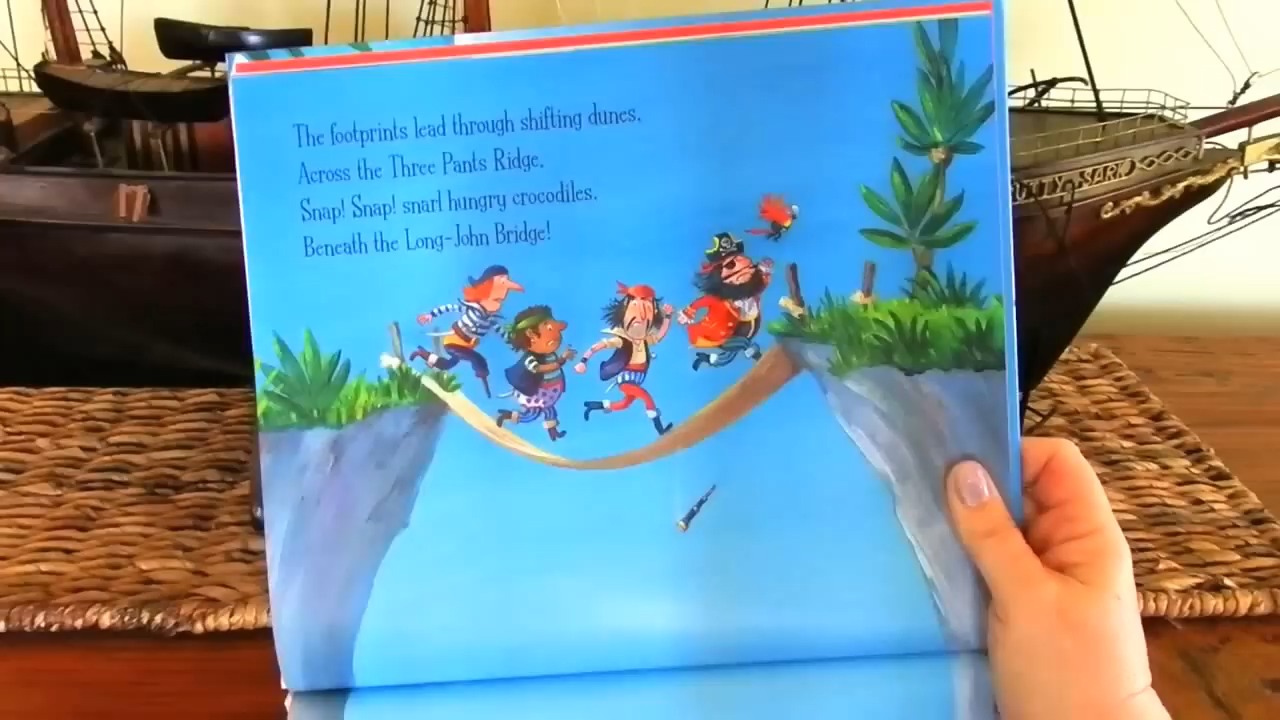 The footprints lead through shifting dunes,
Across the Three Pants Ridge.
Snap! Snap! snarl hungry crocodiles,
Beneath the Long-John Bridge!
SARK